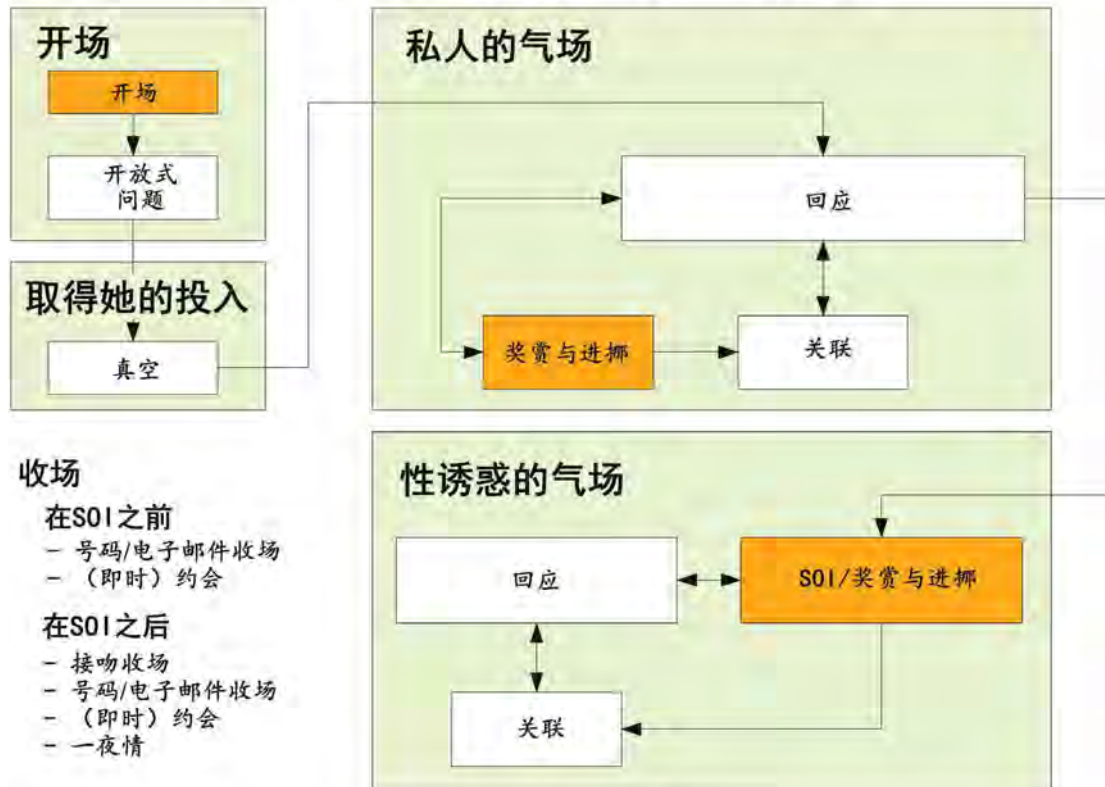 开场
开场
开放式
问题
取得她的投入
真空
私人的气场
回应
奖赏与进挪
关联
收场
在SOI之前
- 号码/电子邮件收场
- （即时）约会
在SOI之后
- 接吻收场
- 号码/电子邮件收场
- （即时）约会
- 一夜情
性诱惑的气场
回应
SOI/奖赏与进挪
关联